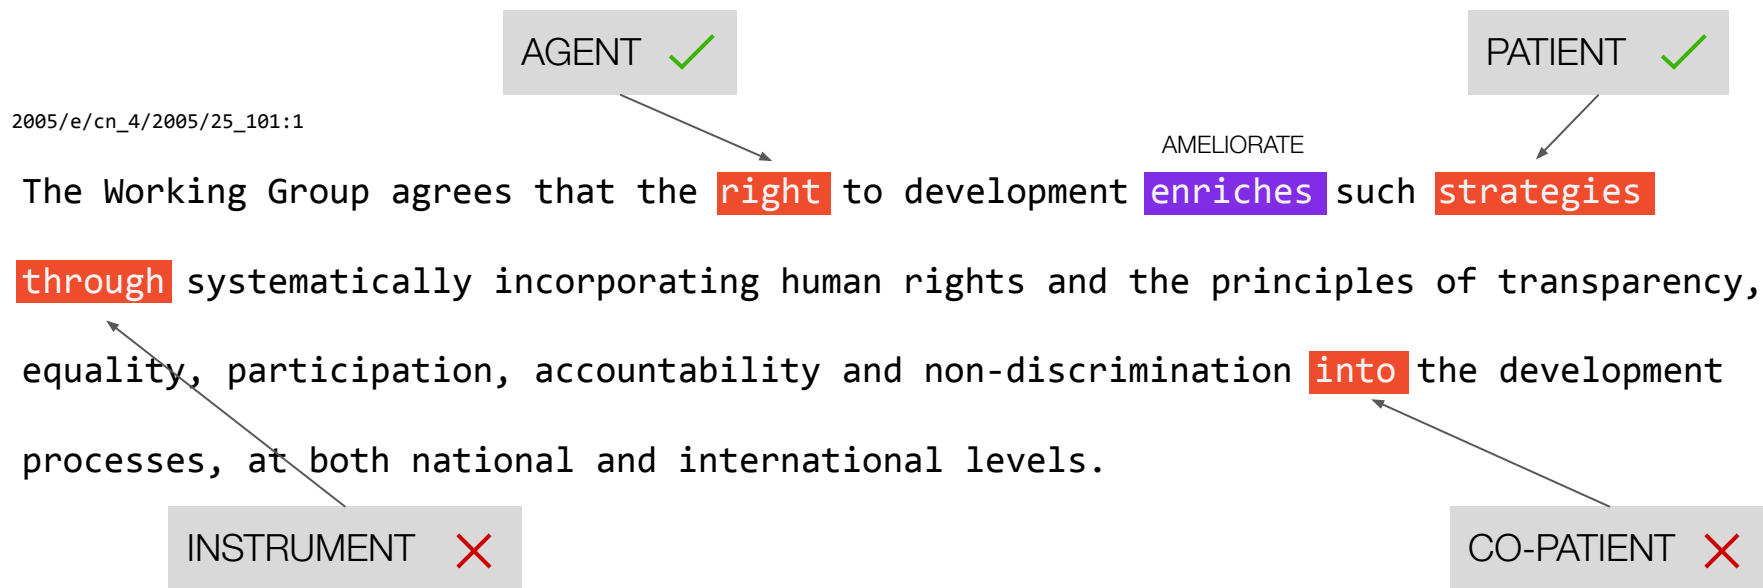 AGENT
PATIENT
2005/e/cn_4/2005/25_101:1
AMELIORATE
The Working Group agrees that the right to development enriches such strategies
through systematically incorporating human rights and the principles of transparency,
equality, participation, accountability and non-discrimination into the development
processes, at both national and international levels.
INSTRUMENT
CO-PATIENT